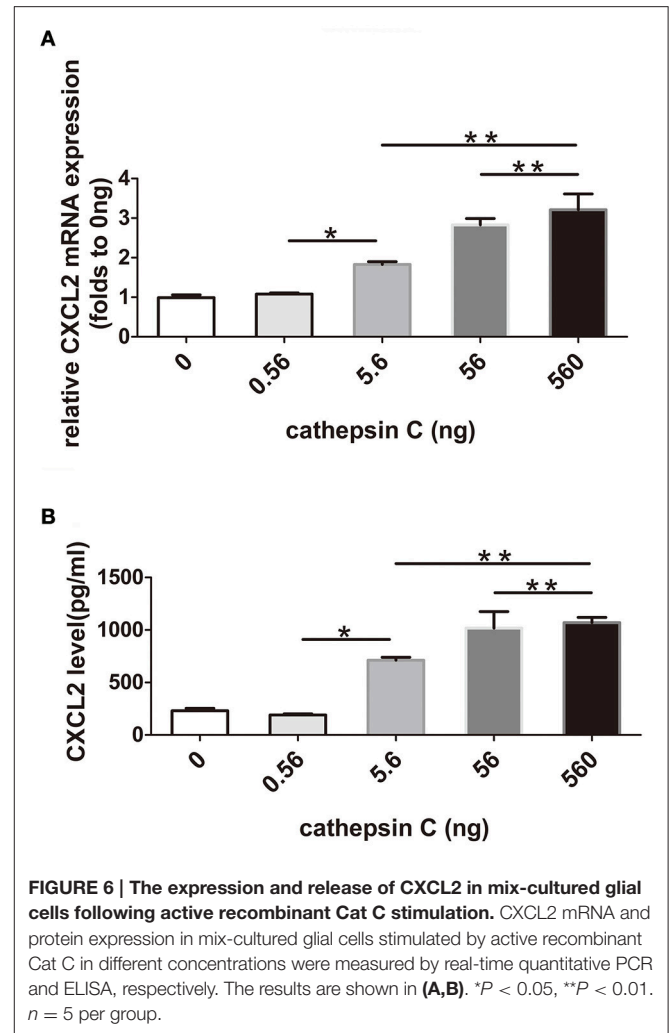 A
relative CXCL2 mRNA expression
(folds to 0ng)
4
3
2
1
0
*
**
**
0
0.56
5.6
56
560
cathepsin C (ng)
B
CXCL2 level(pg/ml)
1500
1000
500
0
*
**
**
0
0.56
5.6
56
560
cathepsin C (ng)
FIGURE 6 | The expression and release of CXCL2 in mix-cultured glial
cells following active recombinant Cat C stimulation. CXCL2 mRNA and
protein expression in mix-cultured glial cells stimulated by active recombinant
Cat C in different concentrations were measured by real-time quantitative PCR
and ELISA, respectively. The results are shown in (A,B). *P < 0.05, **P < 0.01.
n = 5 per group.